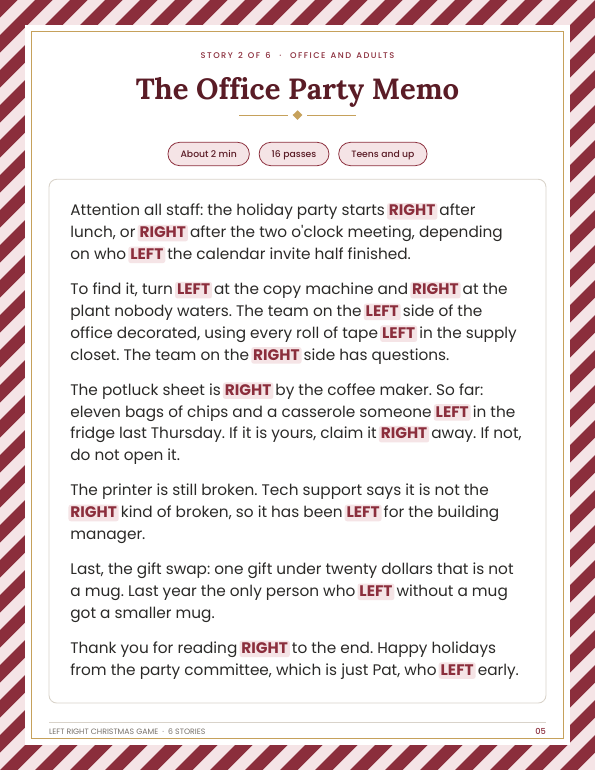 STORY 2 OF 6 · OFFICE AND ADULTS
The Office Party Memo
About 2 min
16 passes
Teens and up
Attention all staff: the holiday party starts RIGHT after
lunch, or RIGHT after the two o'clock meeting, depending
on who LEFT the calendar invite half finished.
To find it, turn LEFT at the copy machine and RIGHT at the
plant nobody waters. The team on the LEFT side of the
office decorated, using every roll of tape LEFT in the supply
closet. The team on the RIGHT side has questions.
The potluck sheet is RIGHT by the coffee maker. So far:
eleven bags of chips and a casserole someone LEFT in the
fridge last Thursday. If it is yours, claim it RIGHT away. If not,
do not open it.
The printer is still broken. Tech support says it is not the
RIGHT kind of broken, so it has been LEFT for the building
manager.
Last, the gift swap: one gift under twenty dollars that is not
a mug. Last year the only person who LEFT without a mug
got a smaller mug.
Thank you for reading RIGHT to the end. Happy holidays
from the party committee, which is just Pat, who LEFT early.
LEFT RIGHT CHRISTMAS GAME · 6 STORIES
05